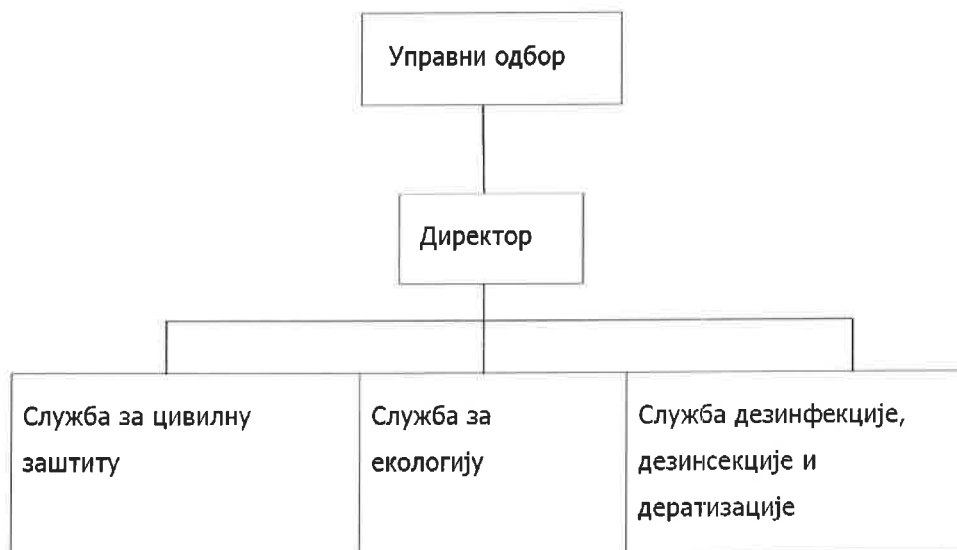 Управни одбор
Директор
Служба за цивилну
заштиту
Служба за
екологију
Служба дезинфекције,
дезинсекције и
дератизације